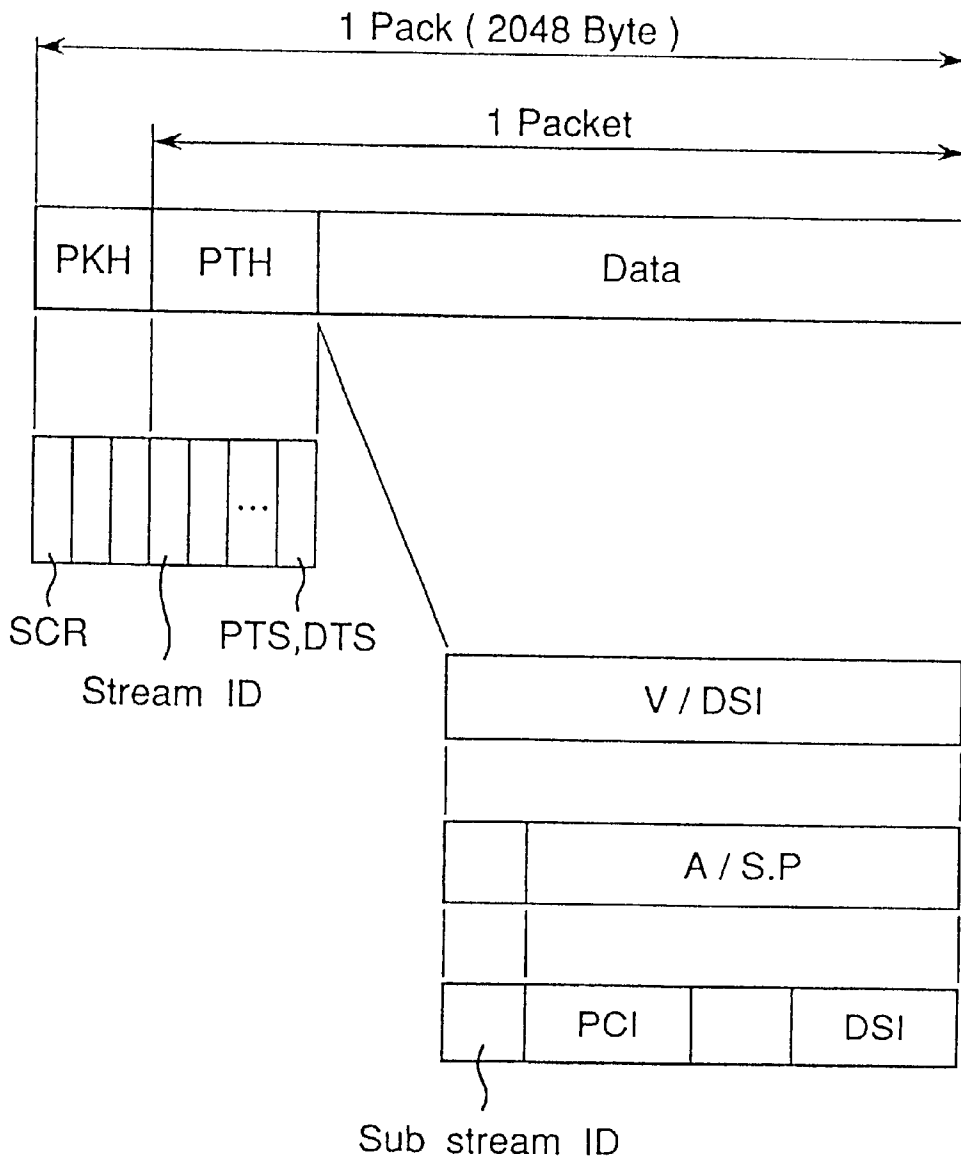 1 Pack ( 2048 Byte )
1 Packet
PKH PTH Data
...
SCR PTS,DTS
Stream ID
V / DSI
A / S.P
PCI DSI
Sub stream ID